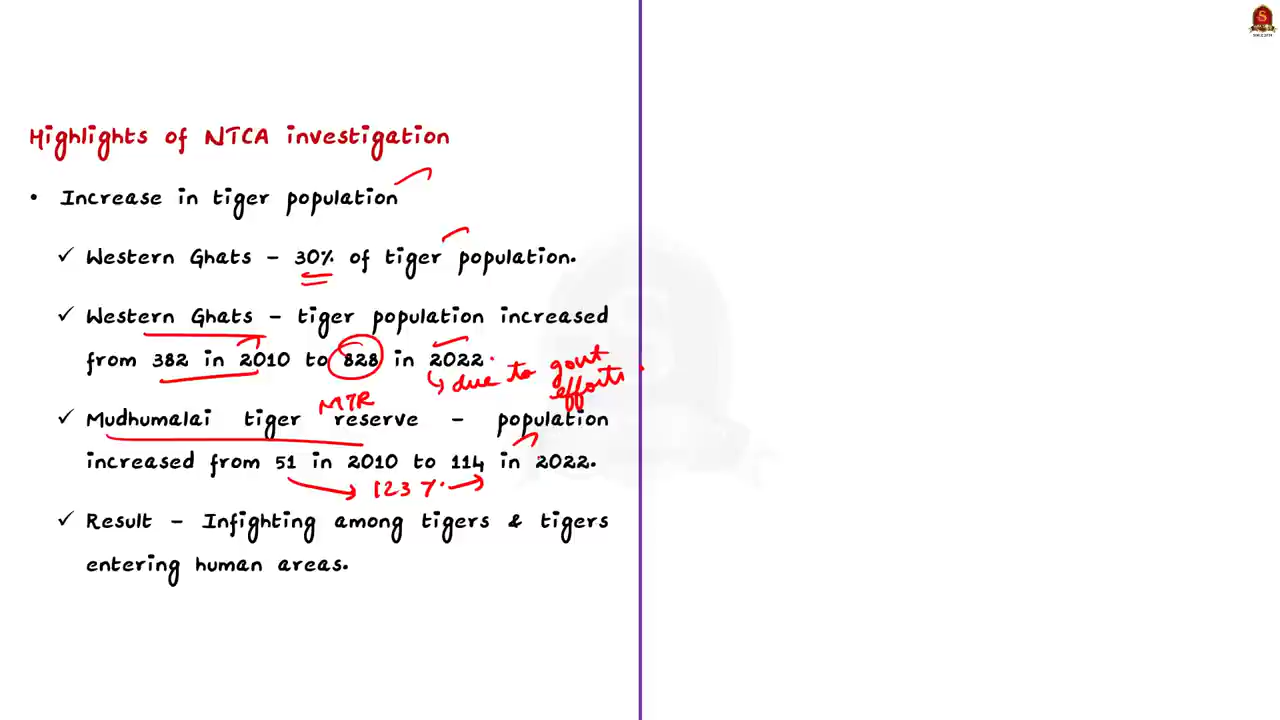 Highlights of NTCA investigation
• Increase in tiger population
✓ Western Ghats - 30% of tiger population.
✓ Western Ghats - tiger population increased
from 382 in 2010 to 828 in 2022.
due to govt
efforts
MTR
✓ Mudhumalai tiger reserve - population
increased from 51 in 2010 to 114 in 2022.
123%
✓ Result - Infighting among tigers & tigers
entering human areas.
S